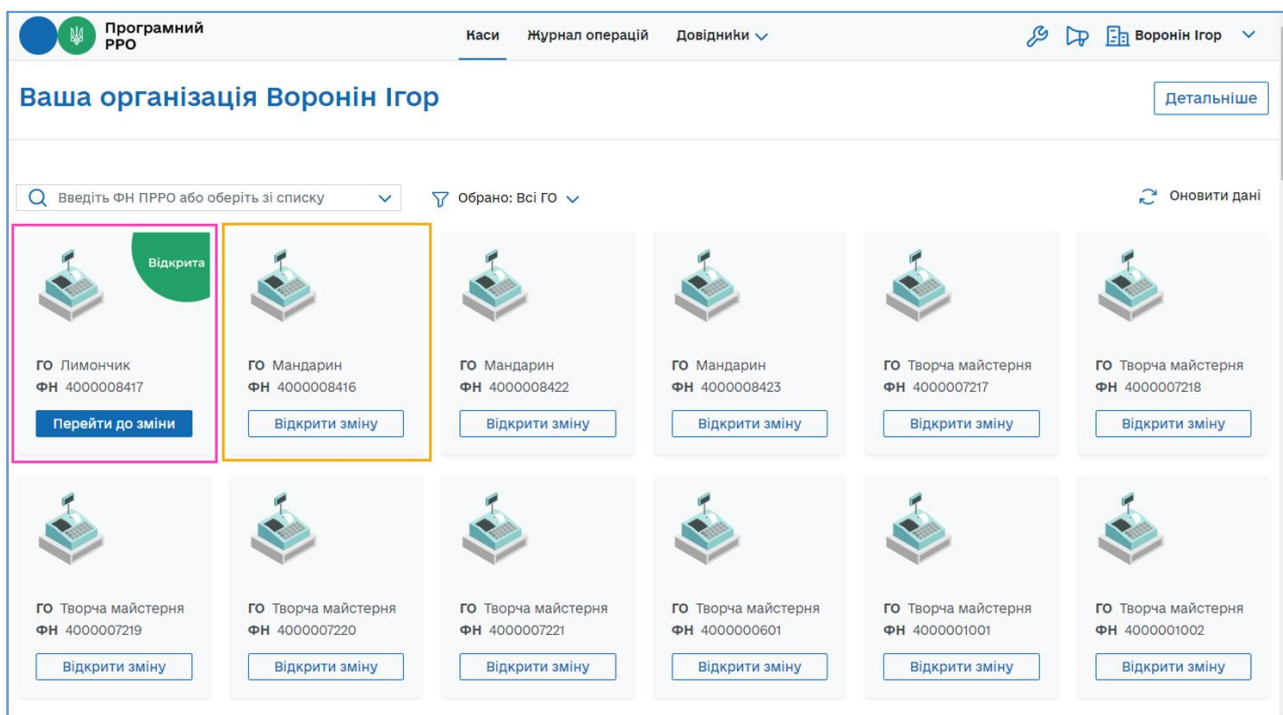 Програмний
РРО
Каси Журнал операцій Довідники Воронін Ігор
Ваша організація Воронін Ігор Детальніше
Введіть ФН ПРРО або оберіть зі списку Обрано: Всі ГО Оновити дані
Відкрита
ГО Лимончик ГО Мандарин ГО Мандарин ГО Мандарин ГО Творча майстерня ГО Творча майстерня
ФН 4000008417 ФН 4000008416 ФН 4000008422 ФН 4000008423 ФН 4000007217 ФН 4000007218
Перейти до зміни Відкрити зміну Відкрити зміну Відкрити зміну Відкрити зміну Відкрити зміну
ГО Творча майстерня ГО Творча майстерня ГО Творча майстерня ГО Творча майстерня ГО Творча майстерня ГО Творча майстерня
ФН 4000007219 ФН 4000007220 ФН 4000007221 ФН 4000000601 ФН 4000001001 ФН 4000001002
Відкрити зміну Відкрити зміну Відкрити зміну Відкрити зміну Відкрити зміну Відкрити зміну